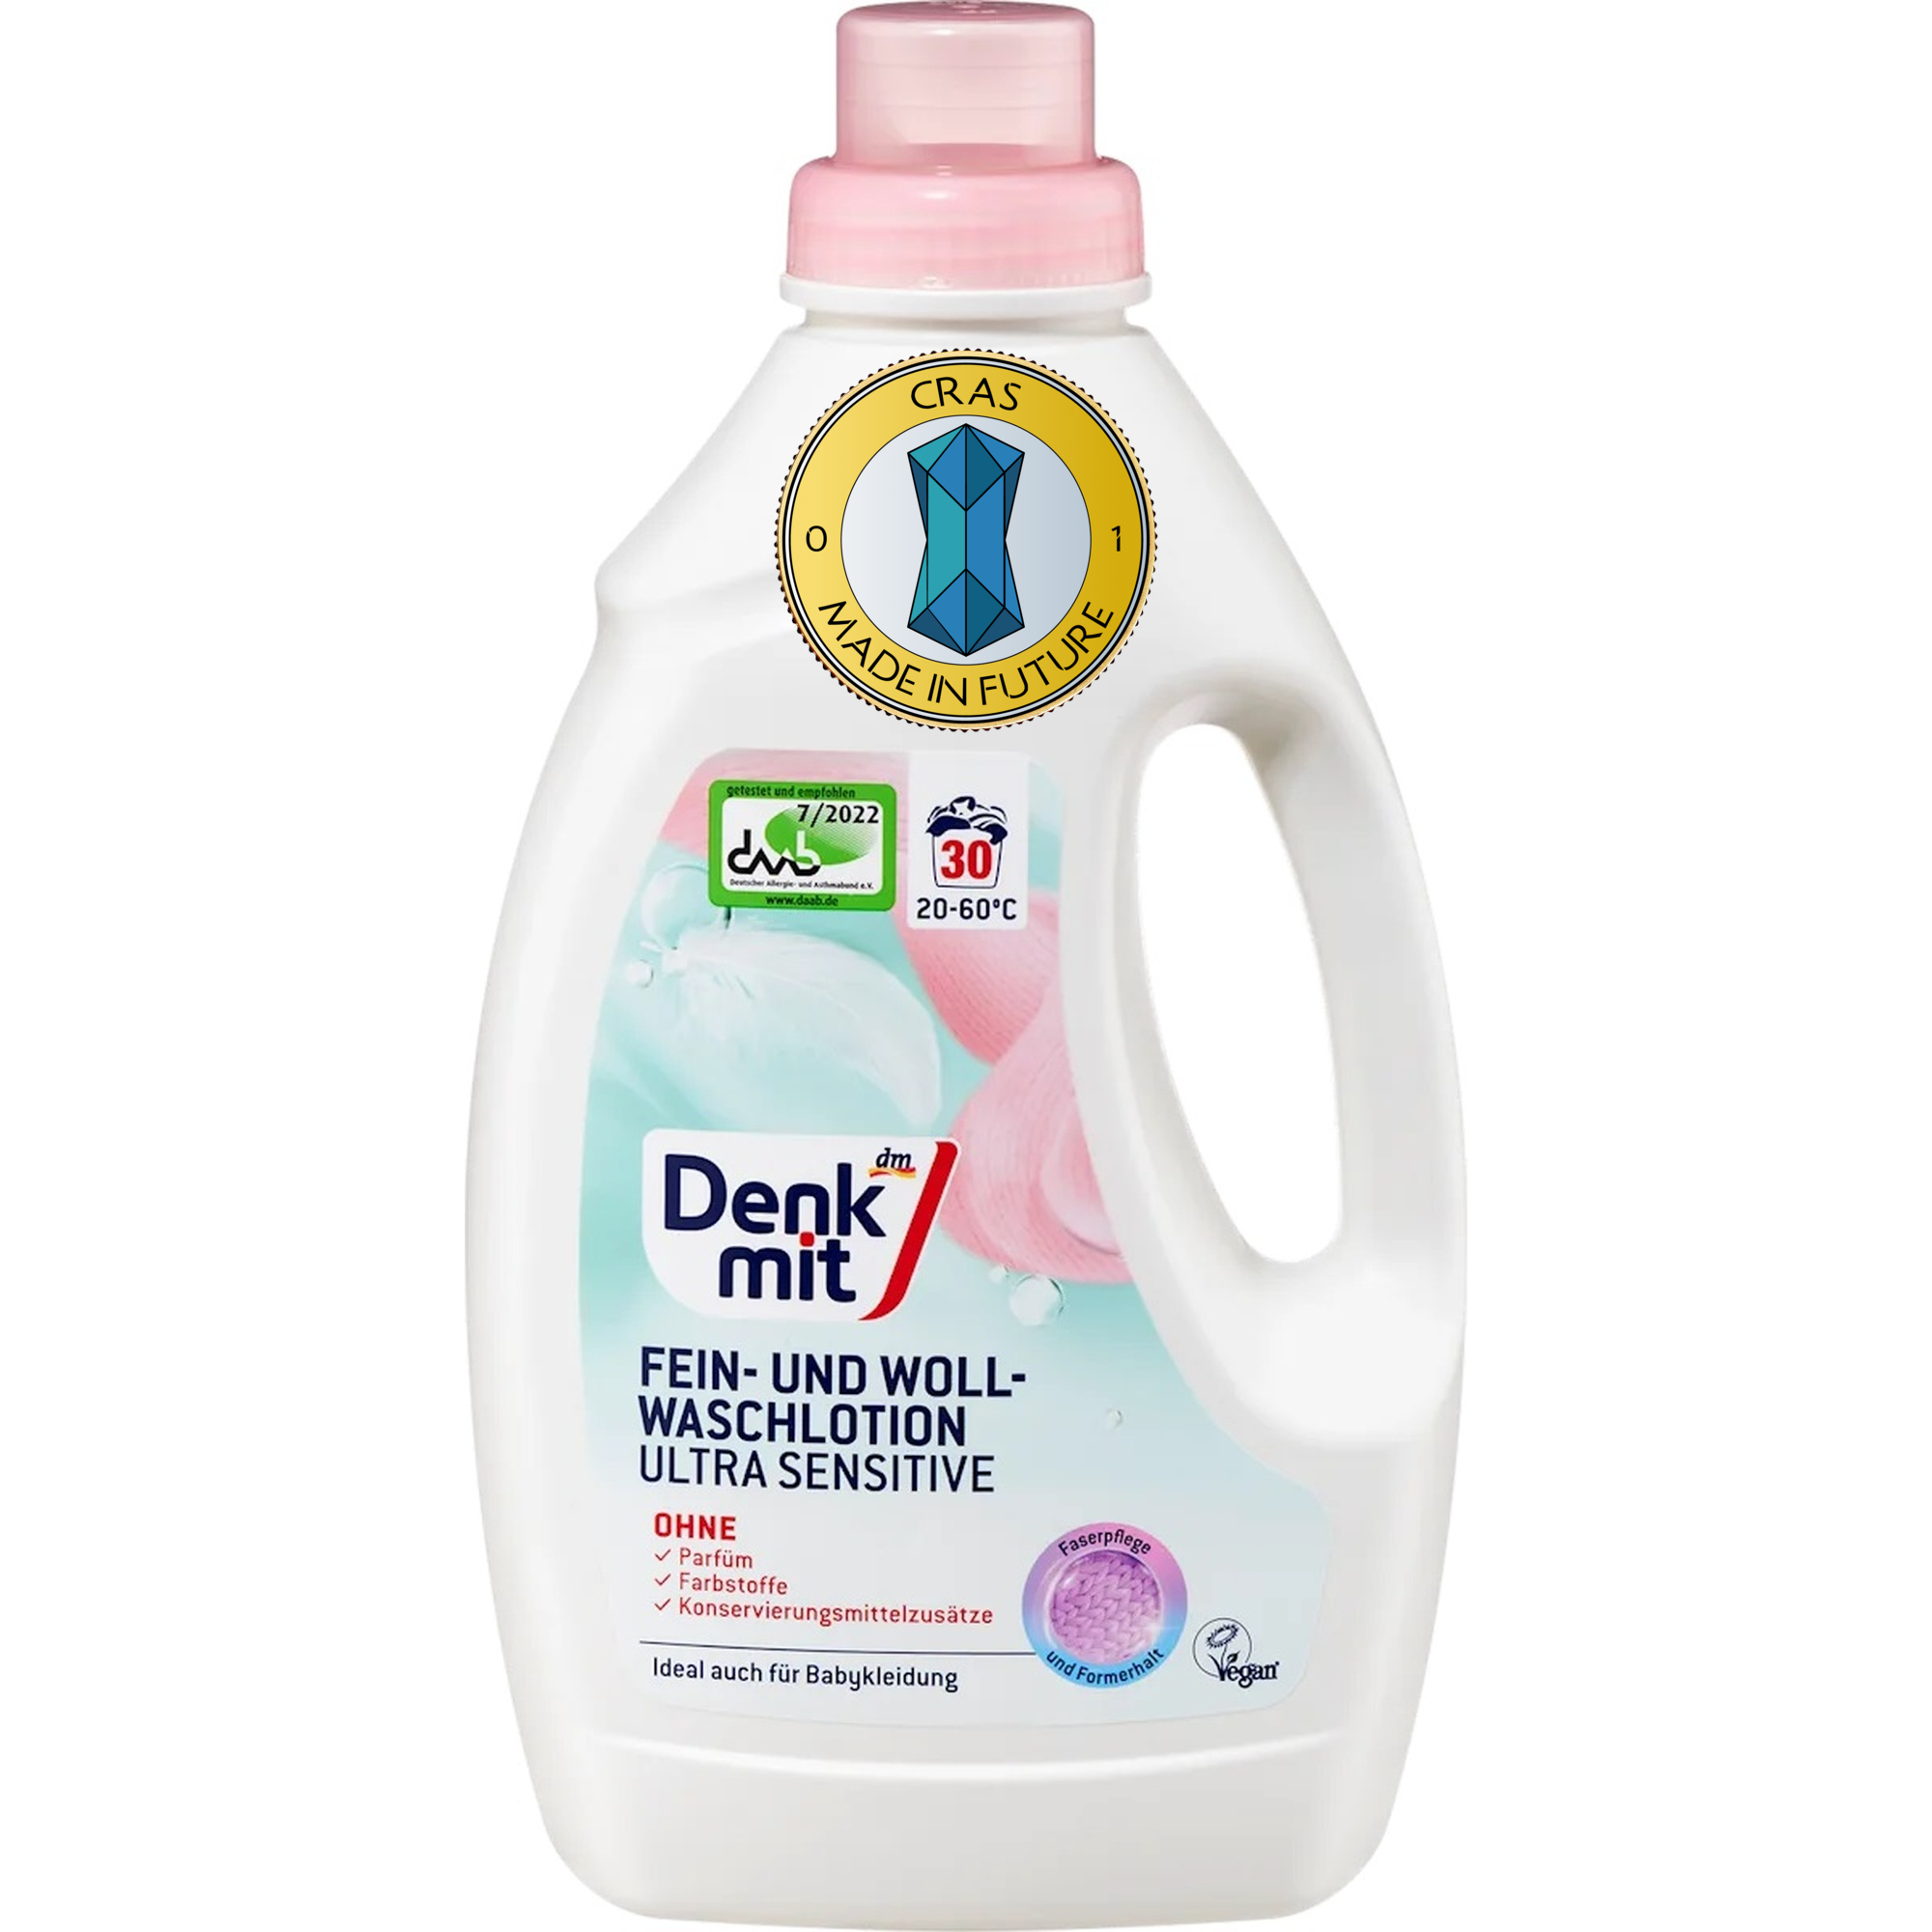 CRAS
0 1
MADE IN FUTURE
getestet und empfohlen
7/2022
daab
Deutscher Allergie- und Asthmabund e.V.
www.daab.de
30
20-60°C
dm
Denk
mit
FEIN- UND WOLL-
WASCHLOTION
ULTRA SENSITIVE
OHNE
✓ Parfüm
✓ Farbstoffe
✓ Konservierungsmittelzusätze
Ideal auch für Babykleidung
Faserpflege
und Formerhalt
Vegan